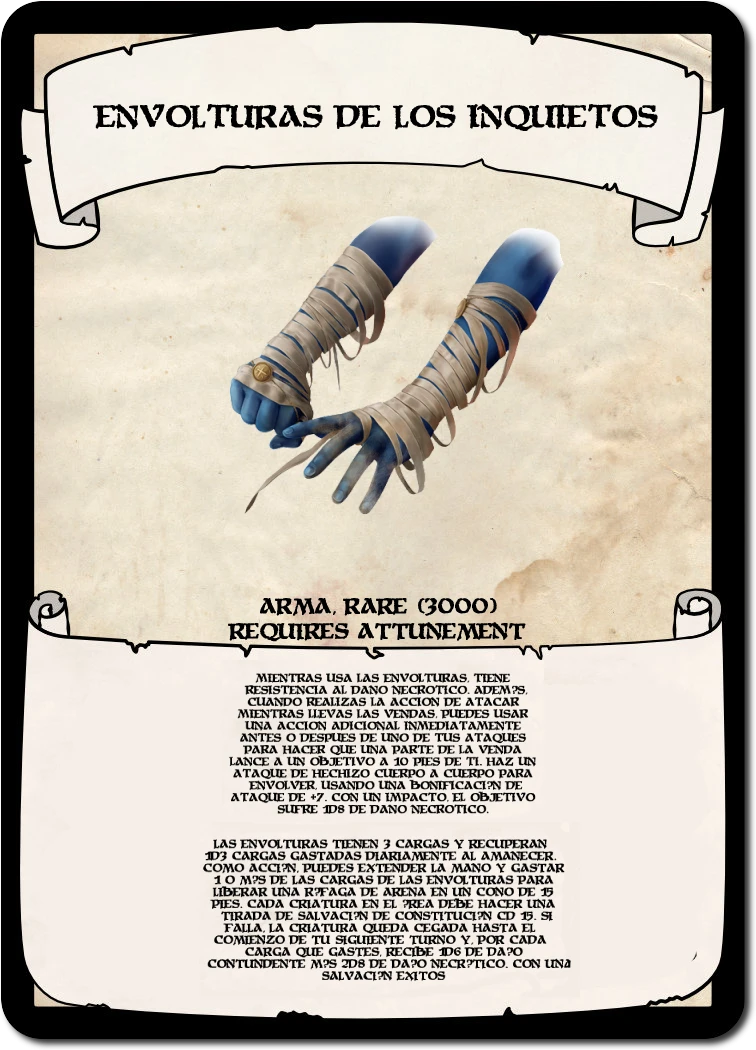 ENVOLTURAS DE LOS INQUIETOS
ARMA, RARE (3000)
REQUIRES ATTUNEMENT
MIENTRAS USA LAS ENVOLTURAS, TIENE
RESISTENCIA AL DANO NECROTICO. ADEM?S,
CUANDO REALIZAS LA ACCION DE ATACAR
MIENTRAS LLEVAS LAS VENDAS, PUEDES USAR
UNA ACCION ADICIONAL INMEDIATAMENTE
ANTES O DESPUES DE UNO DE TUS ATAQUES
PARA HACER QUE UNA PARTE DE LA VENDA
LANCE A UN OBJETIVO A 10 PIES DE TI. HAZ UN
ATAQUE DE HECHIZO CUERPO A CUERPO PARA
ENVOLVER, USANDO UNA BONIFICACI?N DE
ATAQUE DE +7. CON UN IMPACTO, EL OBJETIVO
SUFRE 1D8 DE DANO NECROTICO.
LAS ENVOLTURAS TIENEN 3 CARGAS Y RECUPERAN
1D3 CARGAS GASTADAS DIARIAMENTE AL AMANECER.
COMO ACCI?N, PUEDES EXTENDER LA MANO Y GASTAR
1 O M?S DE LAS CARGAS DE LAS ENVOLTURAS PARA
LIBERAR UNA R?FAGA DE ARENA EN UN CONO DE 15
PIES. CADA CRIATURA EN EL ?REA DEBE HACER UNA
TIRADA DE SALVACI?N DE CONSTITUCI?N CD 15. SI
FALLA, LA CRIATURA QUEDA CEGADA HASTA EL
COMIENZO DE TU SIGUIENTE TURNO Y, POR CADA
CARGA QUE GASTES, RECIBE 1D6 DE DA?O
CONTUNDENTE M?S 2D8 DE DA?O NECR?TICO. CON UNA
SALVACI?N EXITOS